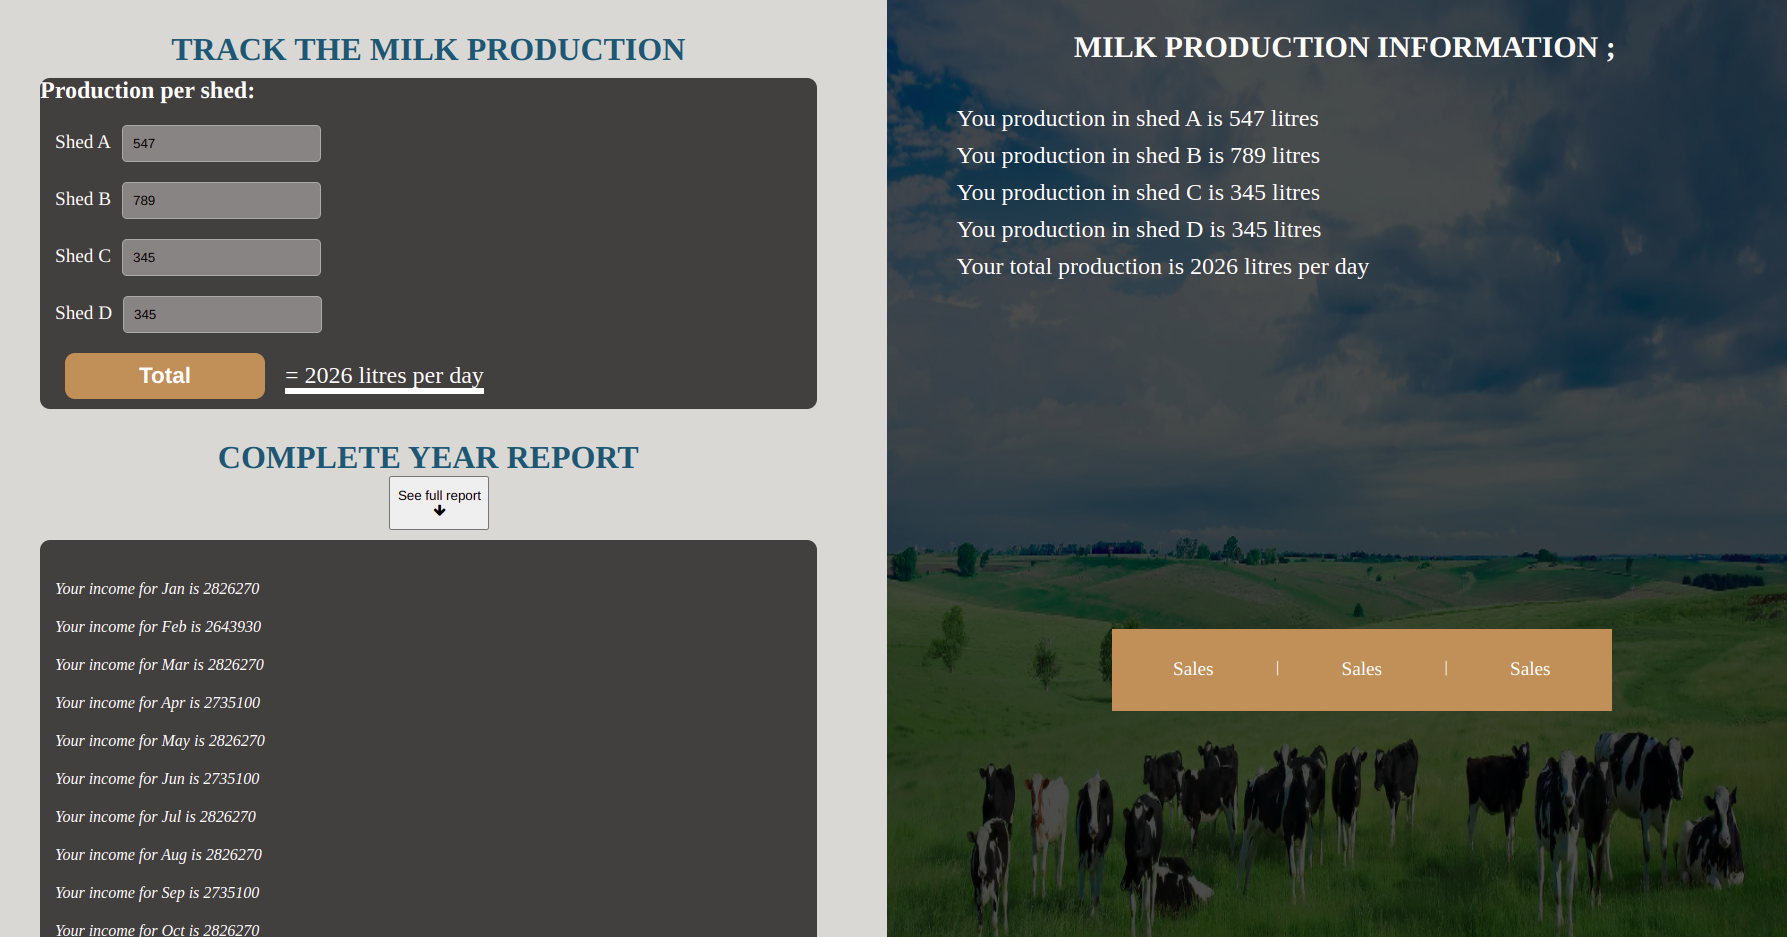 TRACK THE MILK PRODUCTION
Production per shed:
Shed A 547
Shed B 789
Shed C 345
Shed D 345
Total = 2026 litres per day
COMPLETE YEAR REPORT
See full report
Your income for Jan is 2826270
Your income for Feb is 2643930
Your income for Mar is 2826270
Your income for Apr is 2735100
Your income for May is 2826270
Your income for Jun is 2735100
Your income for Jul is 2826270
Your income for Aug is 2826270
Your income for Sep is 2735100
Your income for Oct is 2826270
MILK PRODUCTION INFORMATION ;
You production in shed A is 547 litres
You production in shed B is 789 litres
You production in shed C is 345 litres
You production in shed D is 345 litres
Your total production is 2026 litres per day
Sales | Sales | Sales